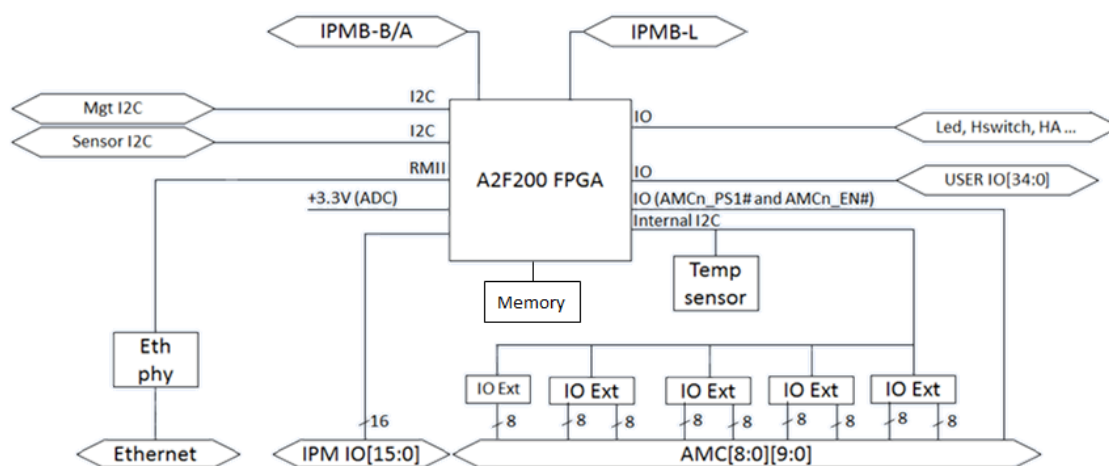 IPMB-B/A
IPMB-L
Mgt I2C
I2C
IO
Led, Hswitch, HA ...
Sensor I2C
I2C
RMII
A2F200 FPGA
IO
USER IO[34:0]
+3.3V (ADC)
IO (AMCn_PS1# and AMCn_EN#)
Internal I2C
Temp
sensor
Memory
Eth
phy
IO Ext
IO Ext
IO Ext
IO Ext
IO Ext
16
8
8
8
8
8
8
8
8
8
Ethernet
IPM IO[15:0]
AMC[8:0][9:0]